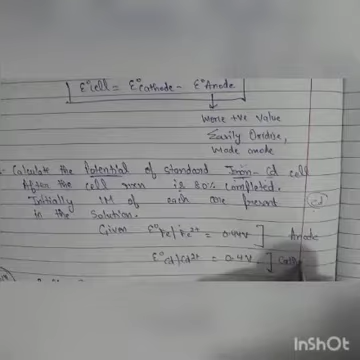 E°cell = E°cathode - E°Anode
More +ve value
Easily Oxidise,
Made anode
- Calculate the Potential of standard Iron-Cd cell
After the cell rxn is 80% completed.
Initially 1M of each one present
in the Solution.
Given E°Fe/Fe2+ = 0.44V ] Anode
E°Cd/Cd2+ = 0.4V ]
InShOt